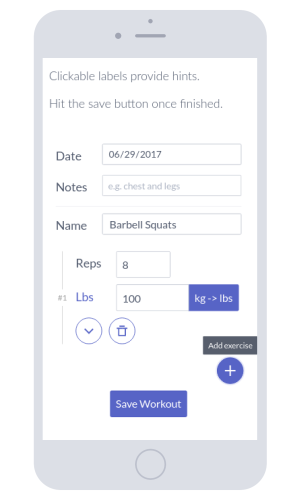 Clickable labels provide hints.
Hit the save button once finished.
Date 06/29/2017
Notes e.g. chest and legs
Name Barbell Squats
Reps 8
#1 Lbs 100 kg -> lbs
Add exercise
+
Save Workout